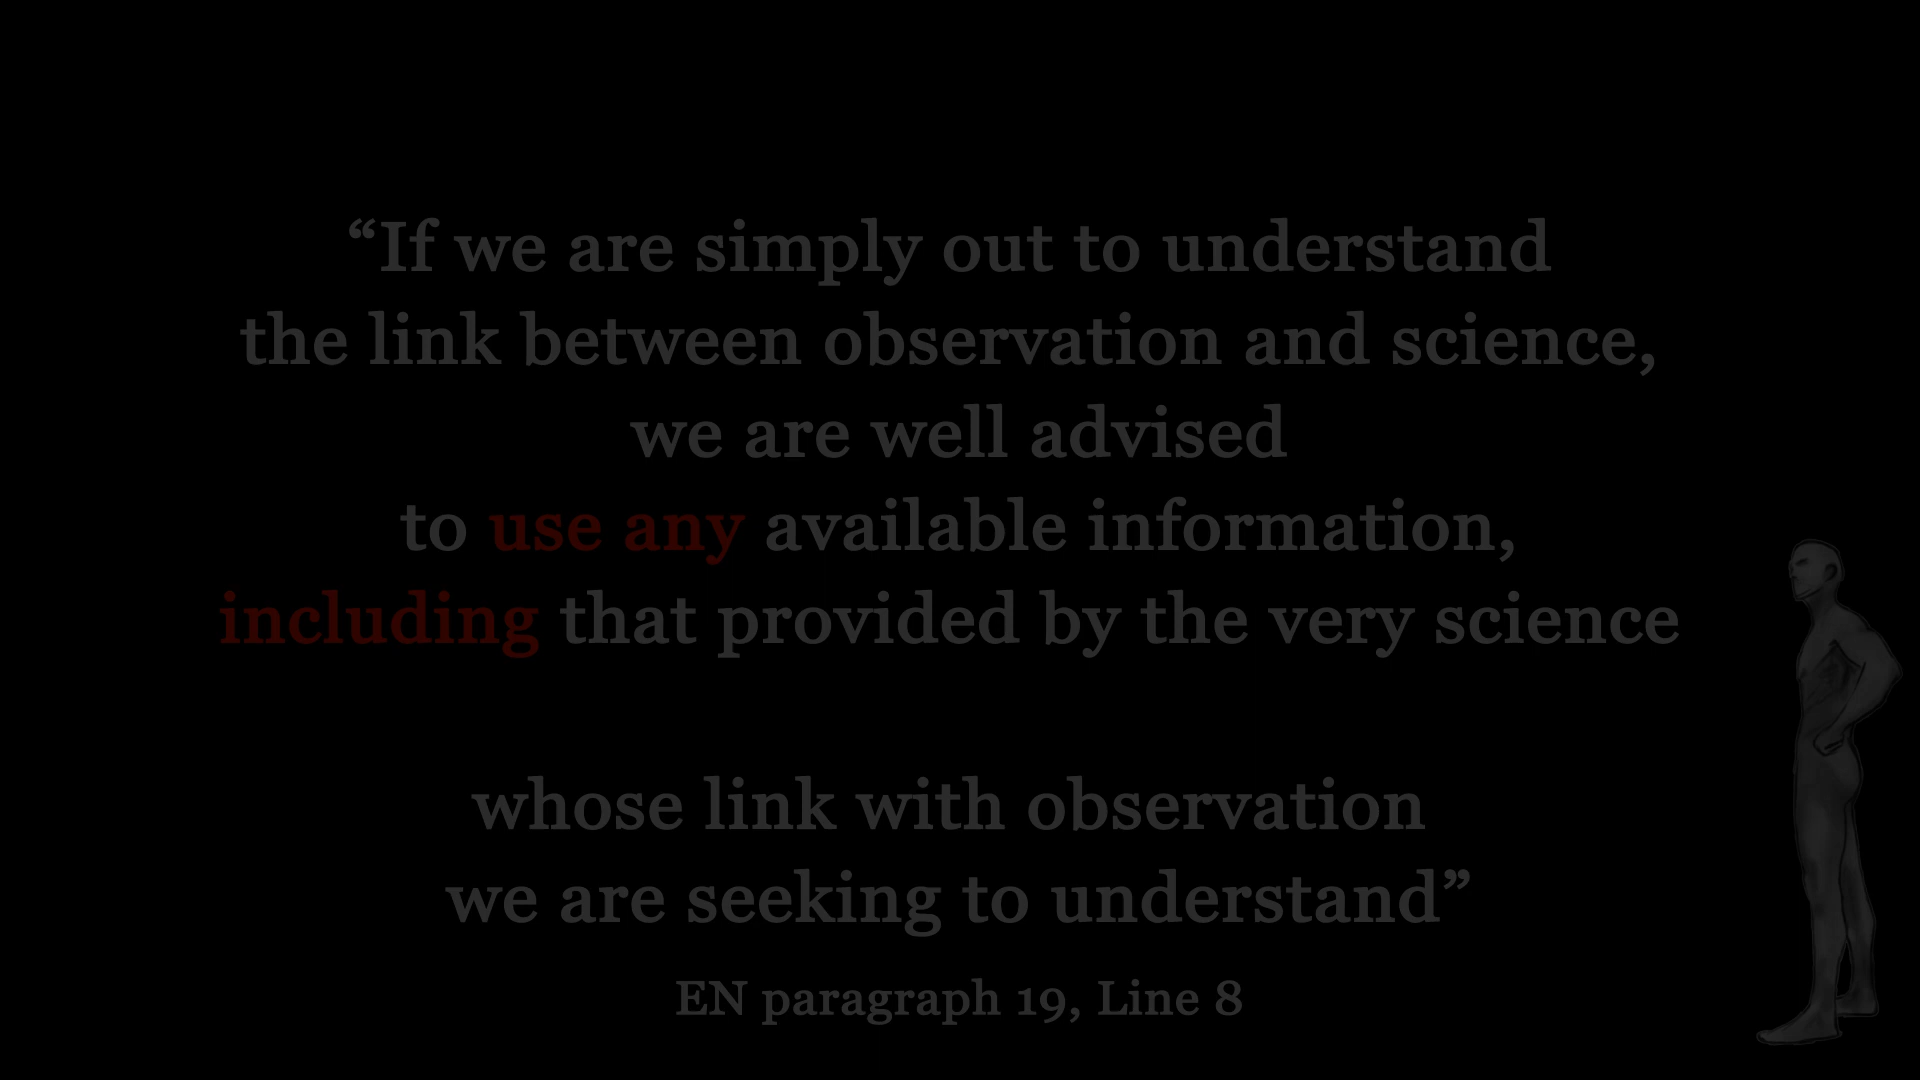 “If we are simply out to understand
the link between observation and science,
we are well advised
to use any available information,
including that provided by the very science
whose link with observation
we are seeking to understand”
EN paragraph 19, Line 8